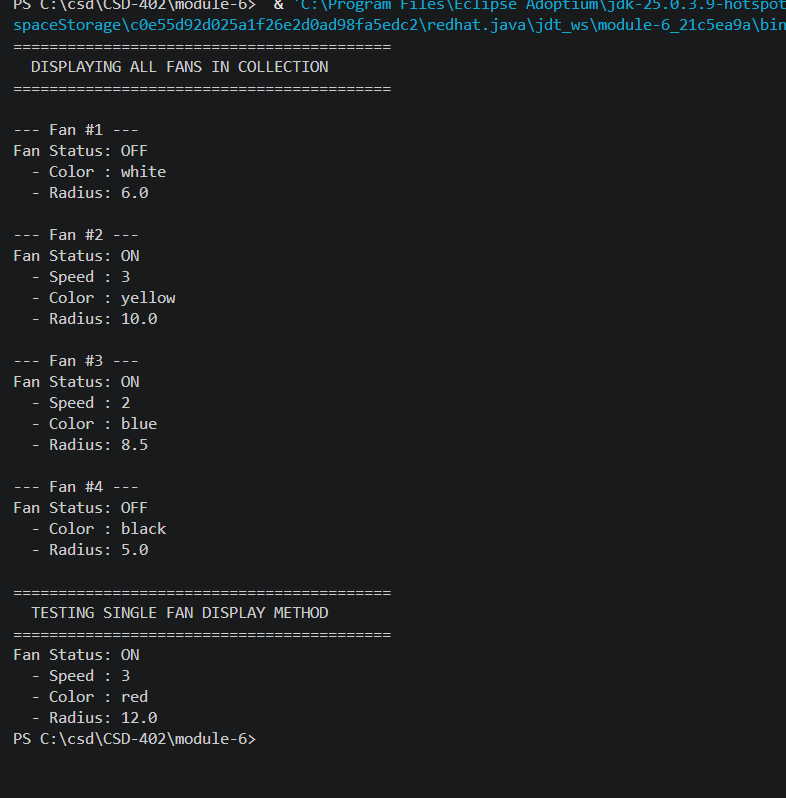 PS C:\csd\CSD-402\module-6>  & 'C:\Program Files\Eclipse Adoptium\jdk-25.0.3.9-hotspot
spaceStorage\c0e55d92d025a1f26e2d0ad98fa5edc2\redhat.java\jdt_ws\module-6_21c5ea9a\bin
==========================================
  DISPLAYING ALL FANS IN COLLECTION
==========================================

--- Fan #1 ---
Fan Status: OFF
  - Color : white
  - Radius: 6.0

--- Fan #2 ---
Fan Status: ON
  - Speed : 3
  - Color : yellow
  - Radius: 10.0

--- Fan #3 ---
Fan Status: ON
  - Speed : 2
  - Color : blue
  - Radius: 8.5

--- Fan #4 ---
Fan Status: OFF
  - Color : black
  - Radius: 5.0

==========================================
  TESTING SINGLE FAN DISPLAY METHOD
==========================================
Fan Status: ON
  - Speed : 3
  - Color : red
  - Radius: 12.0
PS C:\csd\CSD-402\module-6>